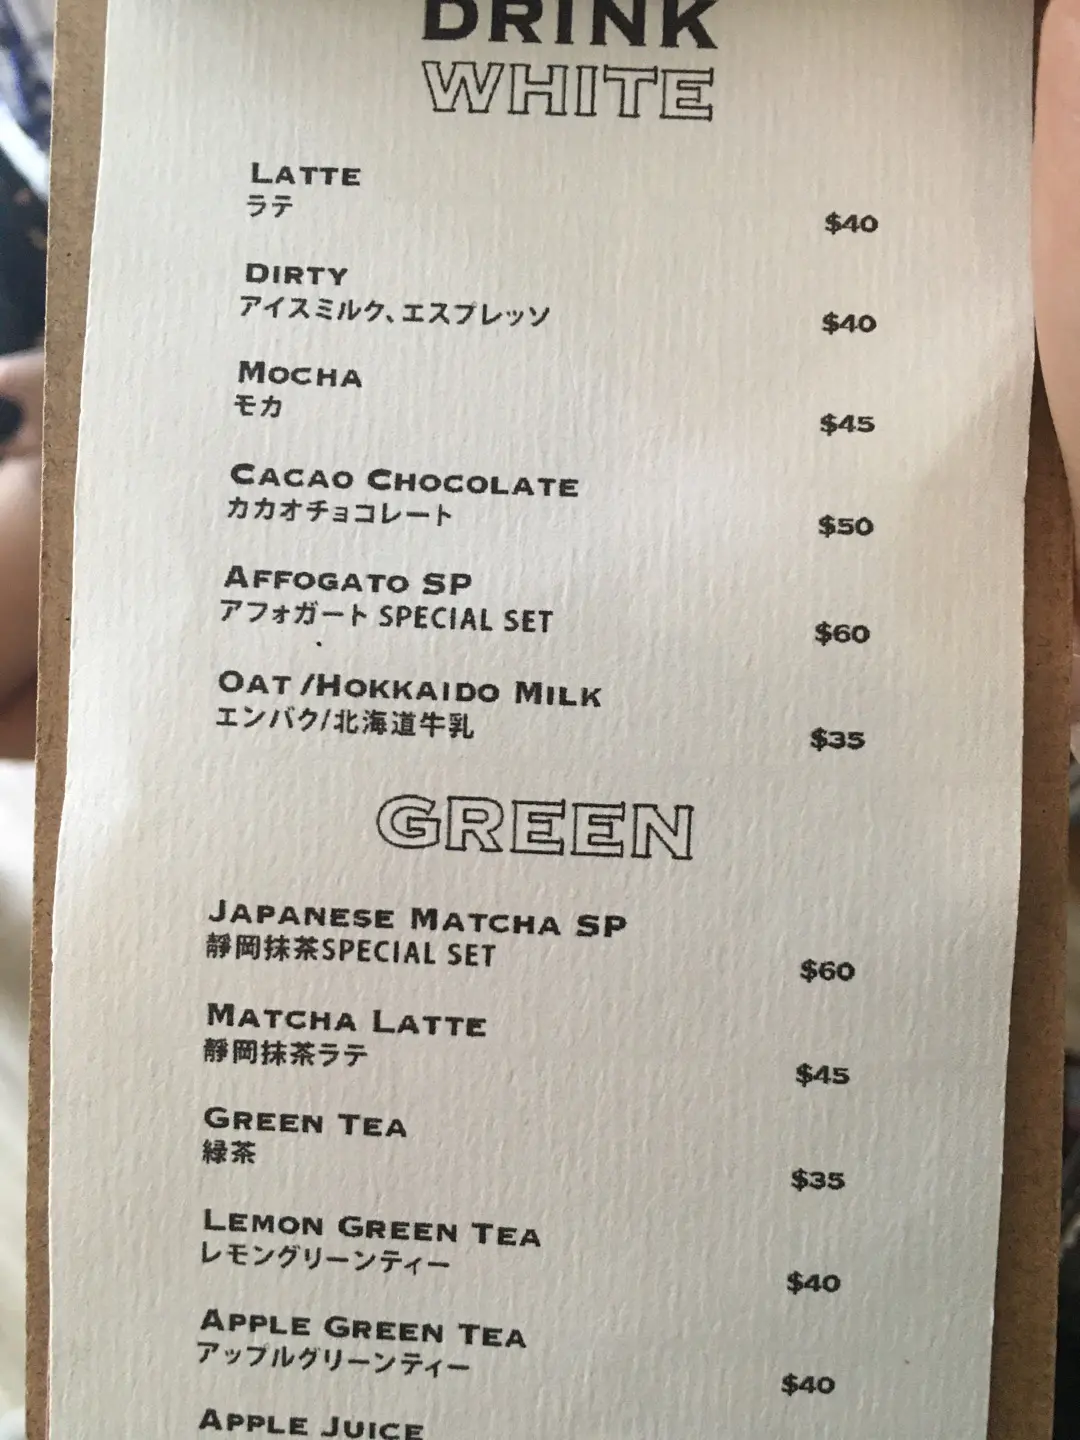 DRINK
WHITE
LATTE
ラテ
$40
DIRTY
アイスミルク、エスプレッソ
$40
MOCHA
モカ
$45
CACAO CHOCOLATE
カカオチョコレート
$50
AFFOGATO SP
アフォガート SPECIAL SET
$60
OAT /HOKKAIDO MILK
エンバク/北海道牛乳
$35
GREEN
JAPANESE MATCHA SP
靜岡抹茶SPECIAL SET
$60
MATCHA LATTE
靜岡抹茶ラテ
$45
GREEN TEA
緑茶
$35
LEMON GREEN TEA
レモングリーンティー
$40
APPLE GREEN TEA
アップルグリーンティー
$40
APPLE JUICE